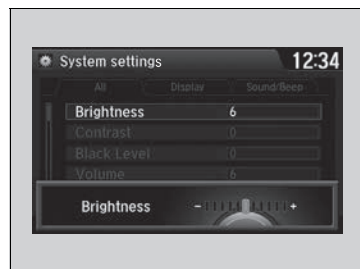 System settings 12:34
All Display Sound/Beep
Brightness 6
Contrast 0
Black Level 0
Volume 6
Brightness - +